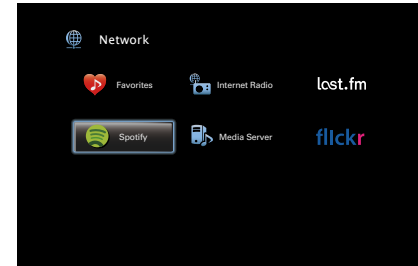 Network
Favorites Internet Radio last.fm
Spotify Media Server flickr